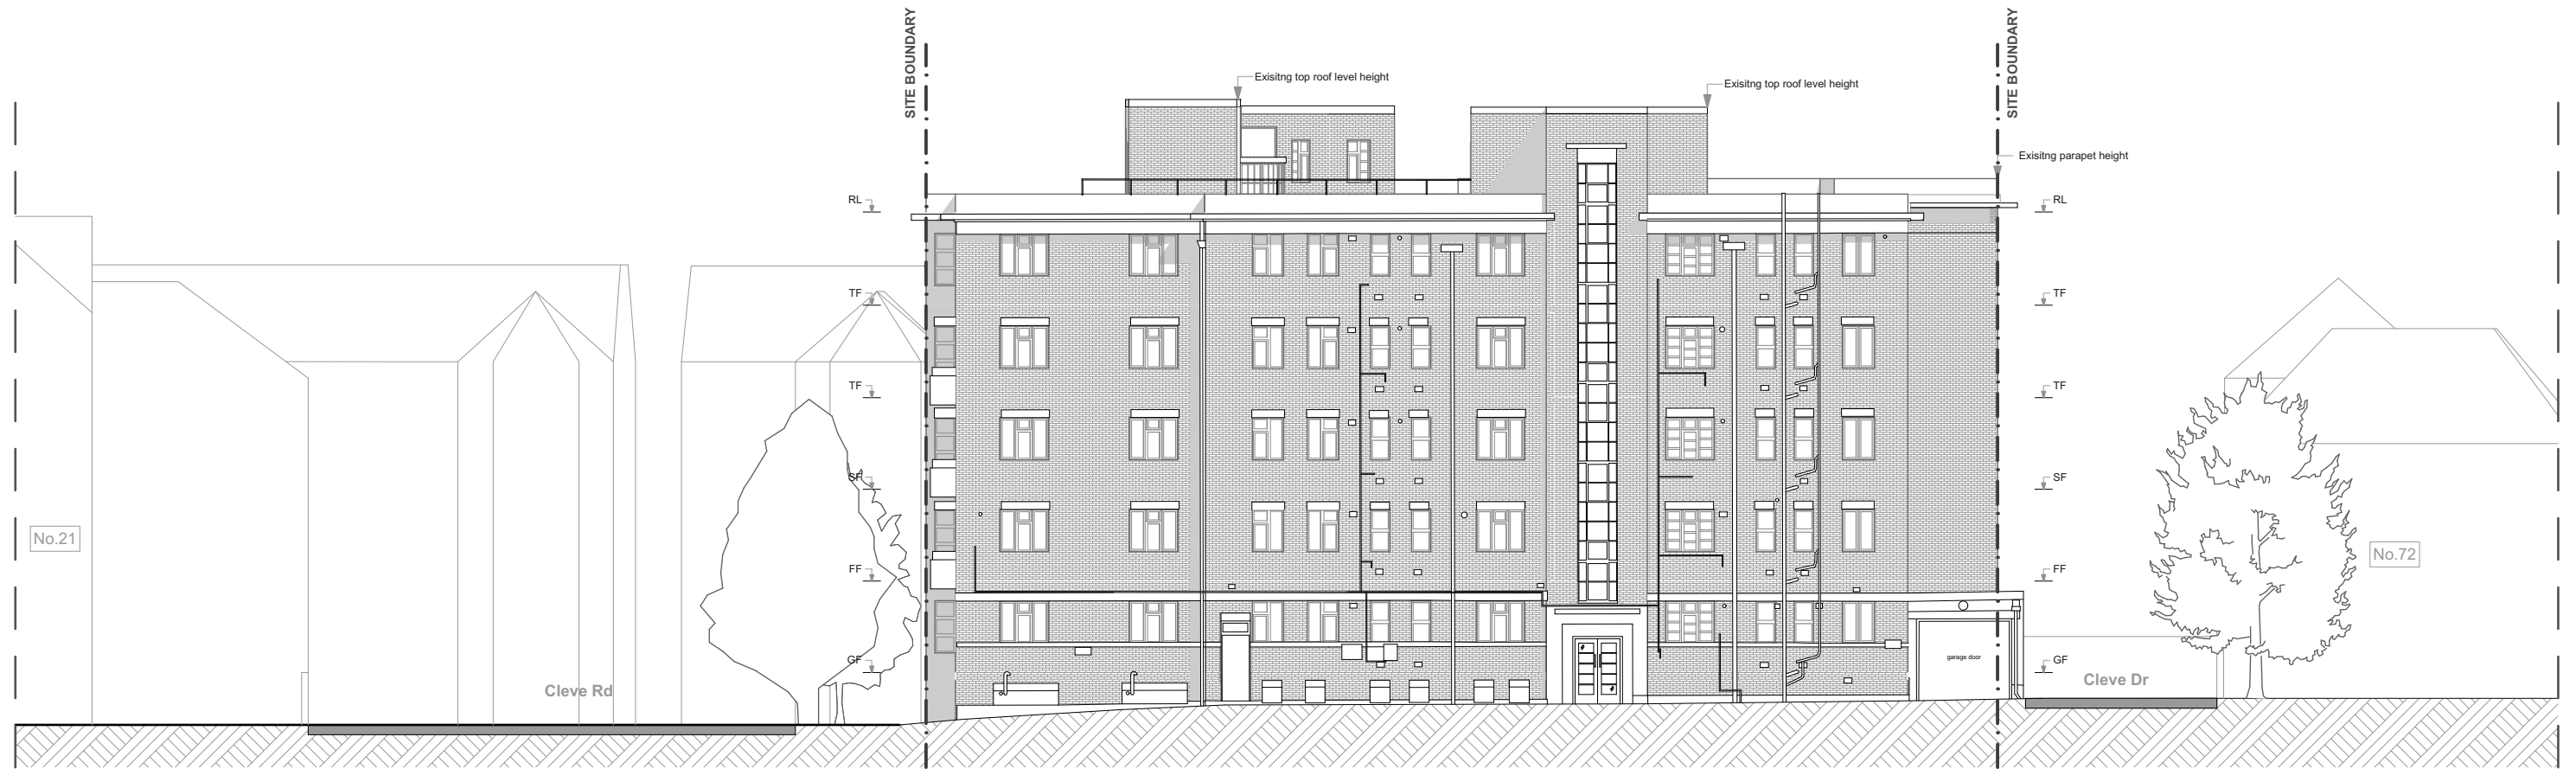 SITE BOUNDARY
SITE BOUNDARY
Exisitng top roof level height
Exisitng top roof level height
Exisitng parapet height
RL
RL
TF
TF
TF
TF
SF
SF
No.21
No.72
FF
FF
GF
garage door
GF
Cleve Rd
Cleve Dr